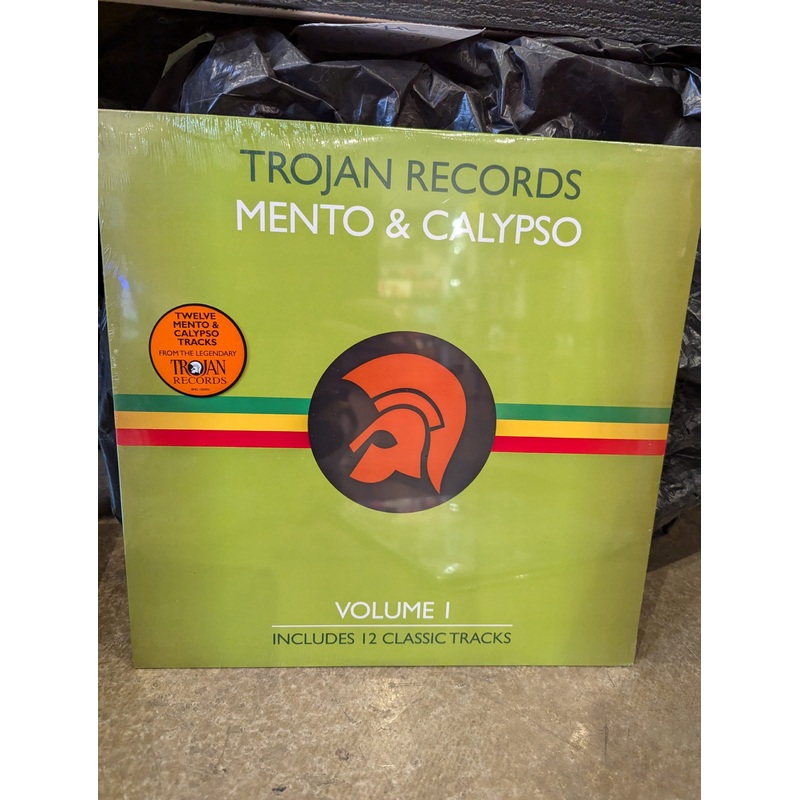 TROJAN RECORDS
MENTO & CALYPSO
TWELVE
MENTO &
CALYPSO
TRACKS
FROM THE LEGENDARY
TROJAN
RECORDS
VOLUME 1
INCLUDES 12 CLASSIC TRACKS